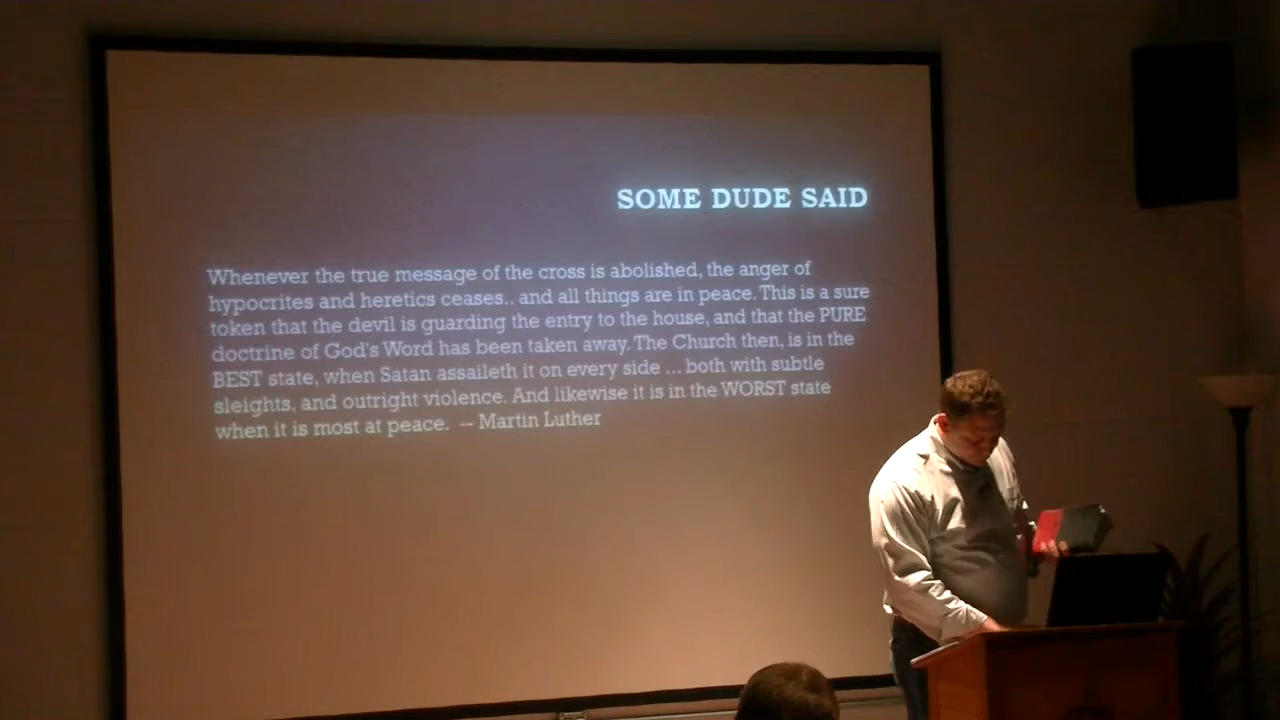 SOME DUDE SAID
Whenever the true message of the cross is abolished, the anger of
hypocrites and heretics ceases.. and all things are in peace. This is a sure
token that the devil is guarding the entry to the house, and that the PURE
doctrine of God's Word has been taken away. The Church then, is in the
BEST state, when Satan assaileth it on every side ... both with subtle
sleights, and outright violence. And likewise it is in the WORST state
when it is most at peace. -- Martin Luther